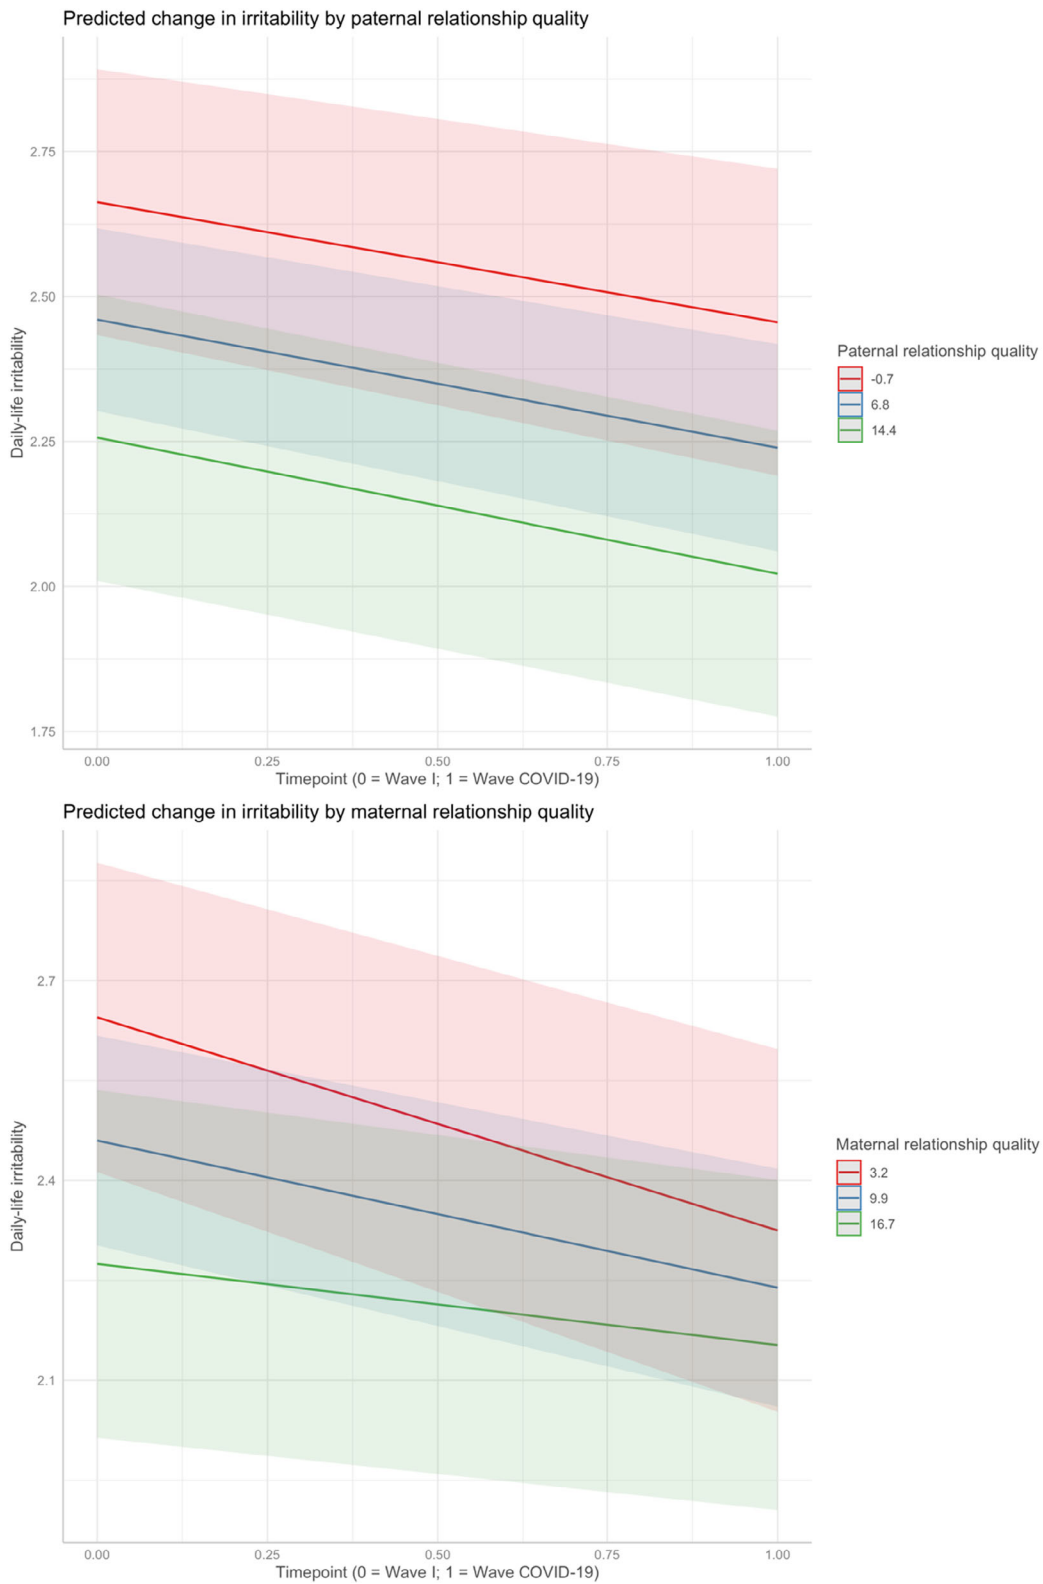 Predicted change in irritability by paternal relationship quality
Daily-life irritability
2.75
2.50
2.25
2.00
1.75
0.00 0.25 0.50 0.75 1.00
Timepoint (0 = Wave I; 1 = Wave COVID-19)
Paternal relationship quality
-0.7
6.8
14.4
Predicted change in irritability by maternal relationship quality
Daily-life irritability
2.7
2.4
2.1
0.00 0.25 0.50 0.75 1.00
Timepoint (0 = Wave I; 1 = Wave COVID-19)
Maternal relationship quality
3.2
9.9
16.7